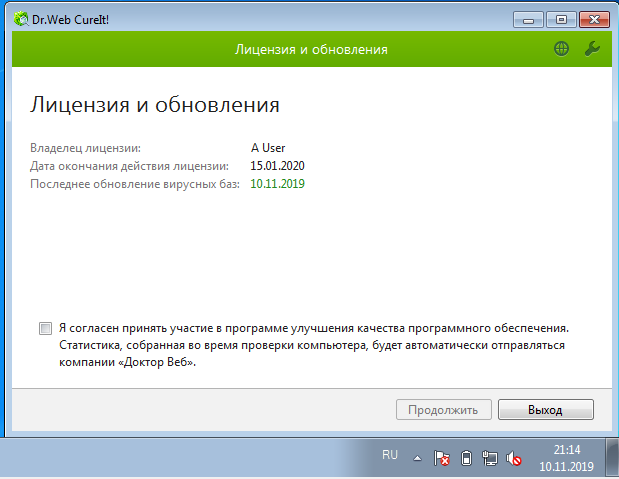 Dr.Web CureIt!
Лицензия и обновления
Лицензия и обновления
Владелец лицензии: A User
Дата окончания действия лицензии: 15.01.2020
Последнее обновление вирусных баз: 10.11.2019
Я согласен принять участие в программе улучшения качества программного обеспечения.
Статистика, собранная во время проверки компьютера, будет автоматически отправляться
компании «Доктор Веб».
Продолжить Выход
RU 21:14
10.11.2019